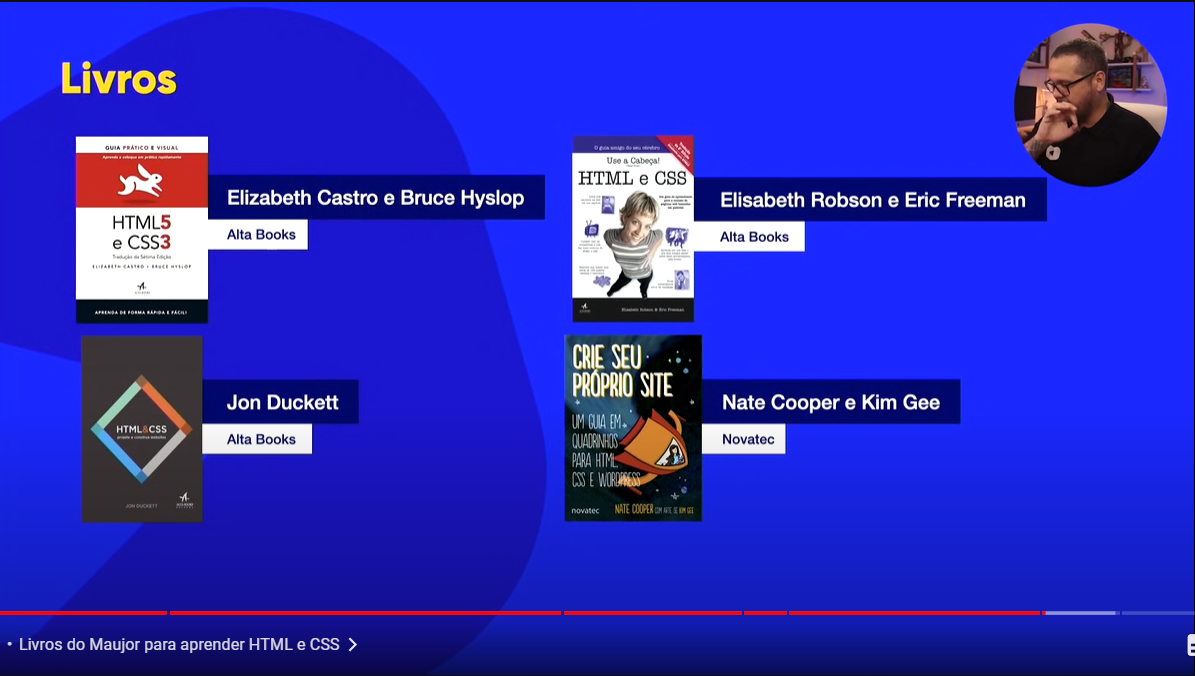 Livros
GUIA PRÁTICO E VISUAL
Aprenda e coloque em prática rapidamente
HTML5
e CSS3
Tradução da Sétima Edição
ELIZABETH CASTRO • BRUCE HYSLOP
APRENDA DE FORMA RÁPIDA E FÁCIL!
Elizabeth Castro e Bruce Hyslop
Alta Books
O guia amigo do seu cérebro
Use a Cabeça!
HTML e CSS
Elisabeth Robson & Eric Freeman
Elisabeth Robson e Eric Freeman
Alta Books
HTML&CSS
projete e construa websites
JON DUCKETT
ALTA BOOKS
Jon Duckett
Alta Books
CRIE SEU
PRÓPRIO SITE
UM GUIA EM
QUADRINHOS
PARA HTML,
CSS E WORDPRESS
novatec
NATE COOPER COM ARTE DE KIM GEE
Nate Cooper e Kim Gee
Novatec
• Livros do Maujor para aprender HTML e CSS